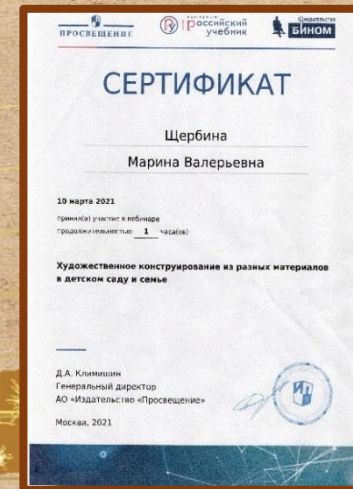 ПРОСВЕЩЕНИЕ
российский
учебник
ИЗДАТЕЛЬСТВО
БИНОМ
СЕРТИФИКАТ
Щербина
Марина Валерьевна
10 марта 2021
принял(а) участие в вебинаре
продолжительностью 1 часа(ов)
Художественное конструирование из разных материалов
в детском саду и семье
Д.А. Климишин
Генеральный директор
АО «Издательство «Просвещение»
Москва, 2021